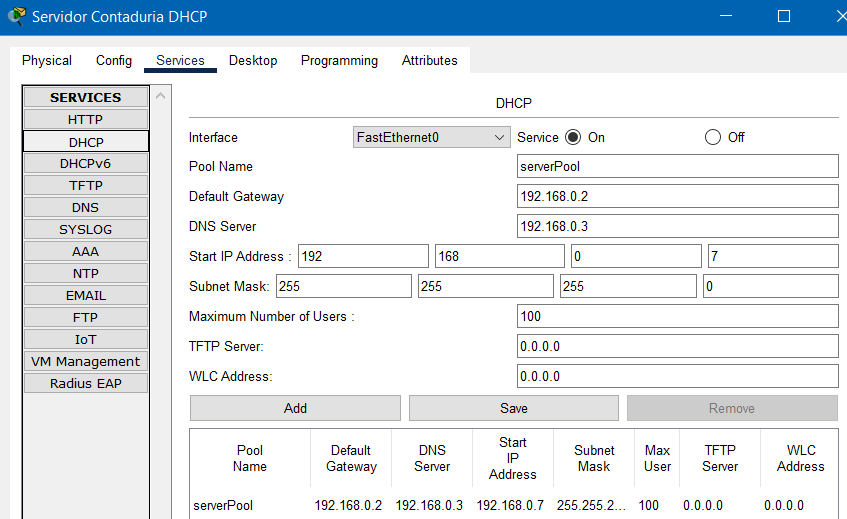 Servidor Contaduria DHCP
Physical Config Services Desktop Programming Attributes
SERVICES
HTTP
DHCP
DHCPv6
TFTP
DNS
SYSLOG
AAA
NTP
EMAIL
FTP
IoT
VM Management
Radius EAP
DHCP
Interface FastEthernet0 Service On Off
Pool Name serverPool
Default Gateway 192.168.0.2
DNS Server 192.168.0.3
Start IP Address : 192 168 0 7
Subnet Mask: 255 255 255 0
Maximum Number of Users : 100
TFTP Server: 0.0.0.0
WLC Address: 0.0.0.0
Add Save Remove
Pool Name Default Gateway DNS Server Start IP Address Subnet Mask Max User TFTP Server WLC Address
serverPool 192.168.0.2 192.168.0.3 192.168.0.7 255.255.2... 100 0.0.0.0 0.0.0.0